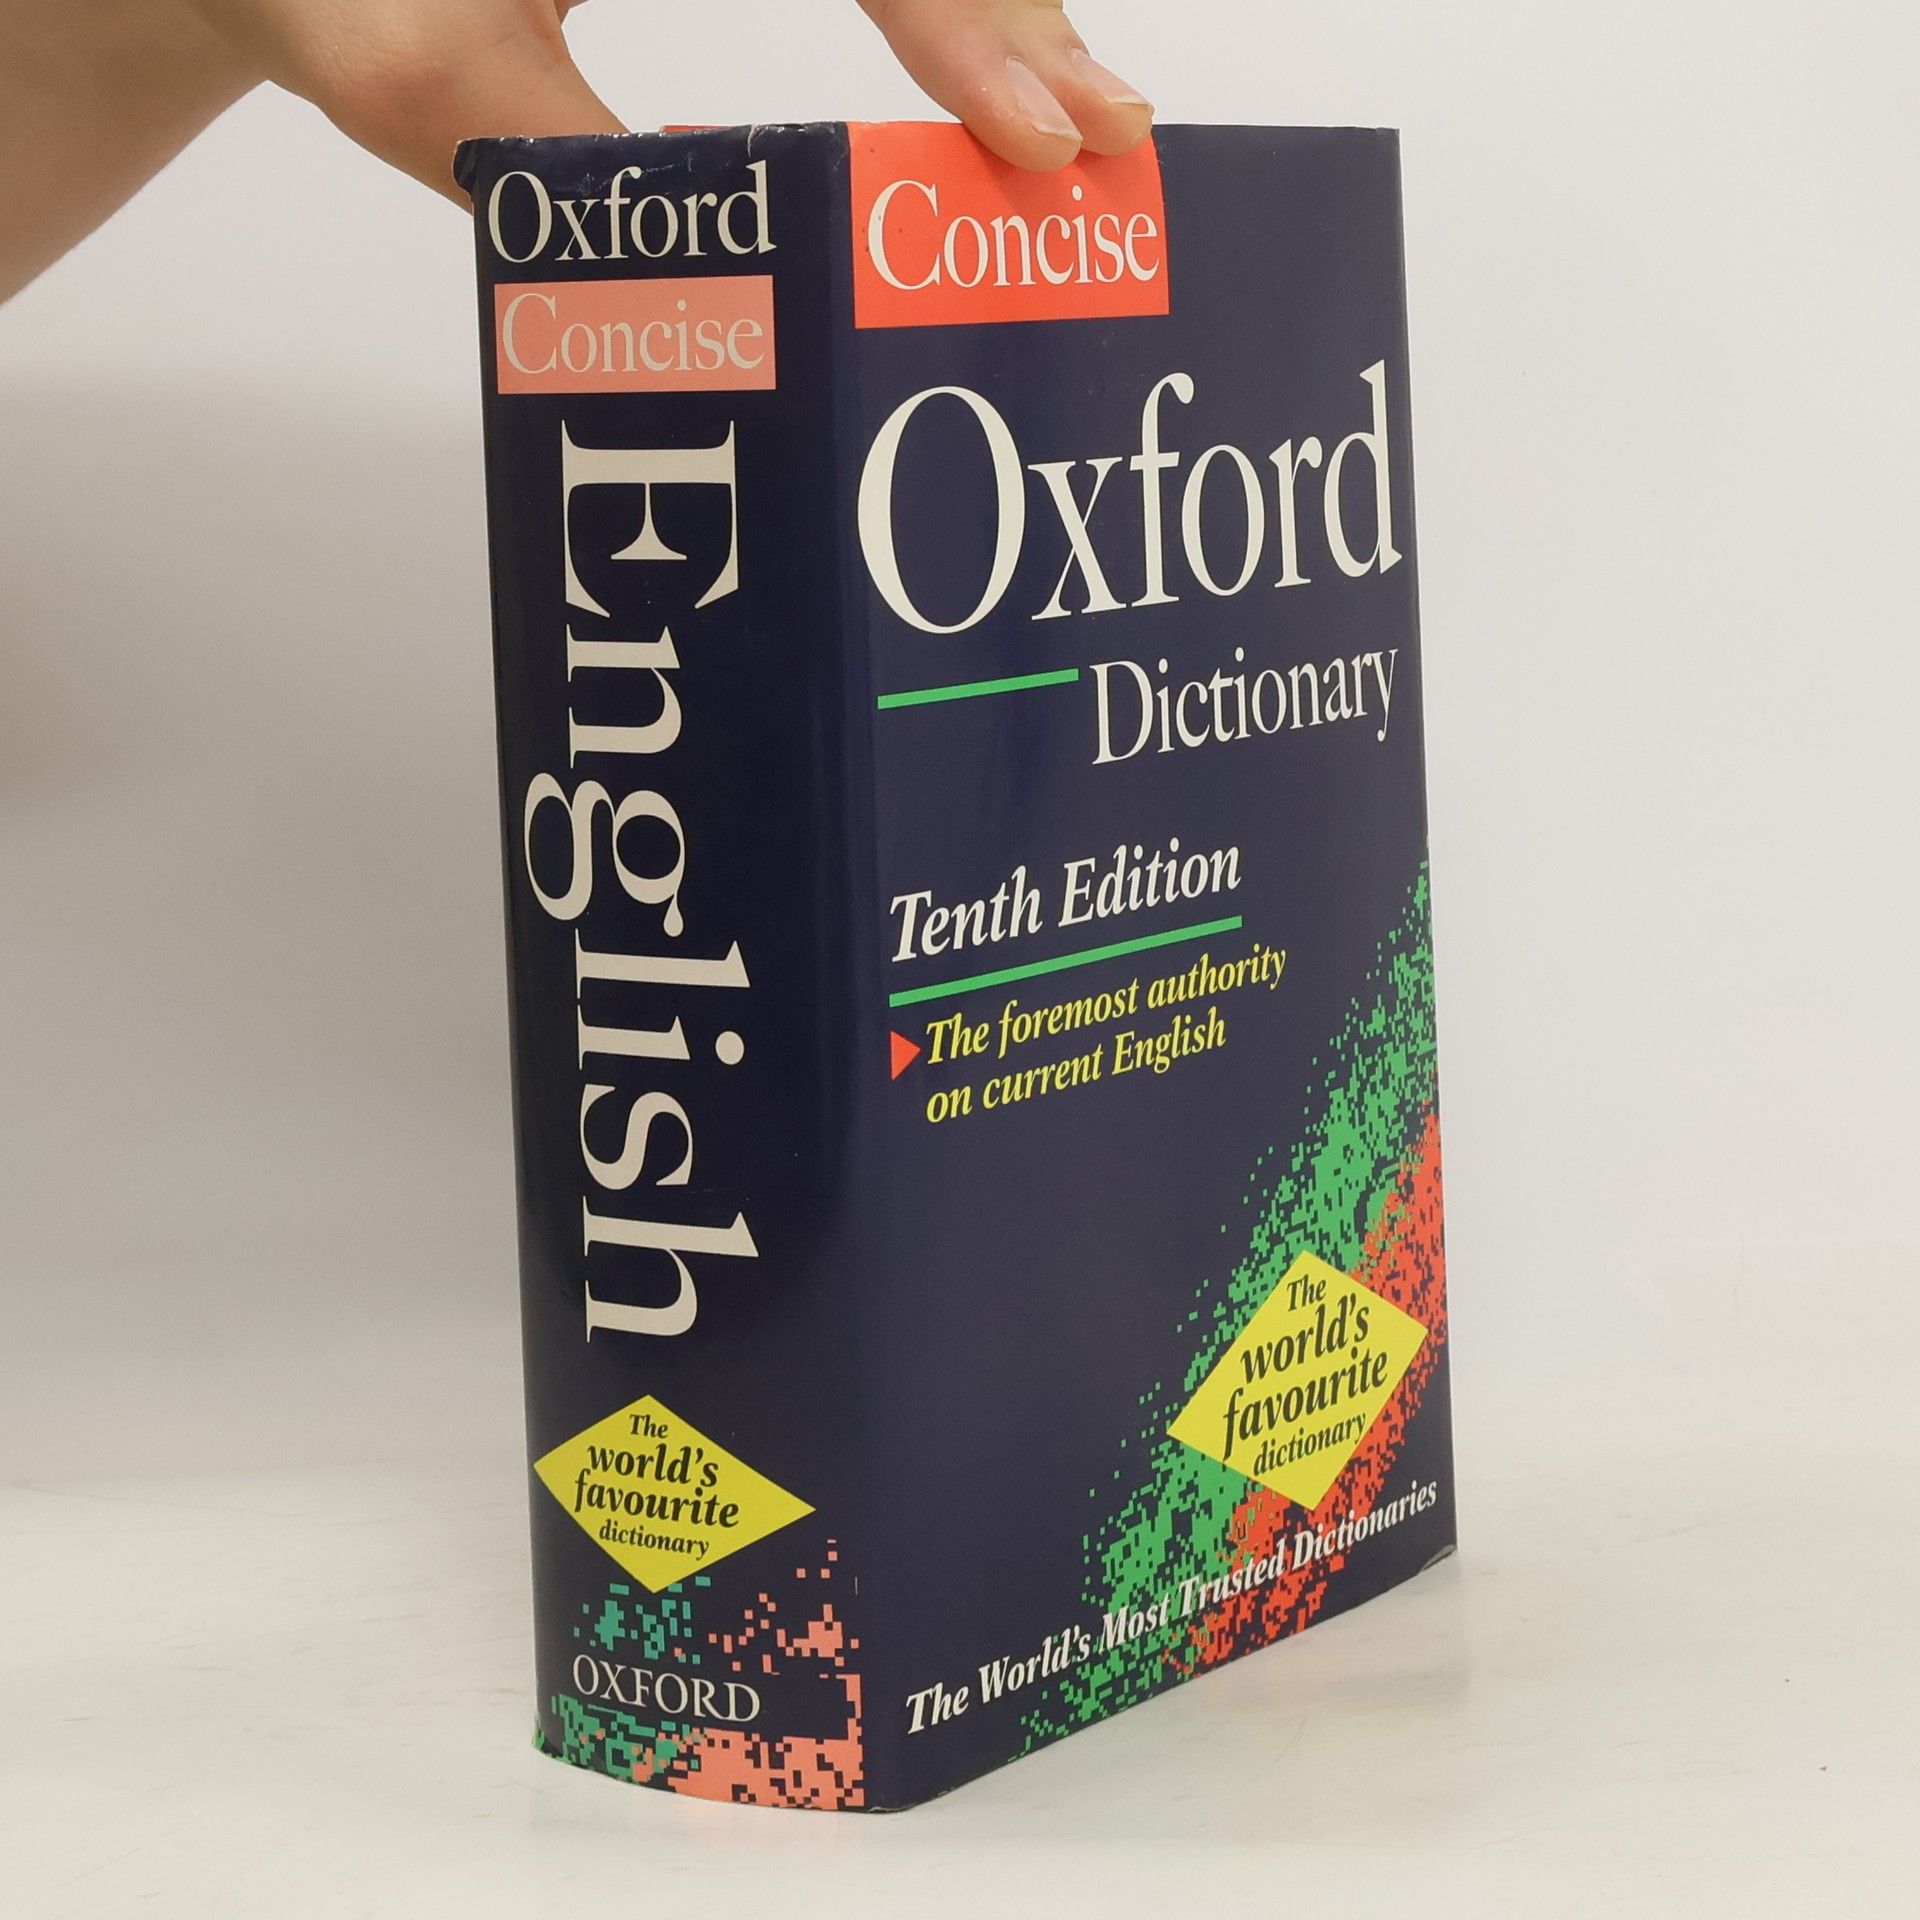 Oxford
Concise
English
The
world's
favourite
dictionary
OXFORD
Concise
Oxford
Dictionary
Tenth Edition
The foremost authority
on current English
The
world's
favourite
dictionary
The World's Most Trusted Dictionaries